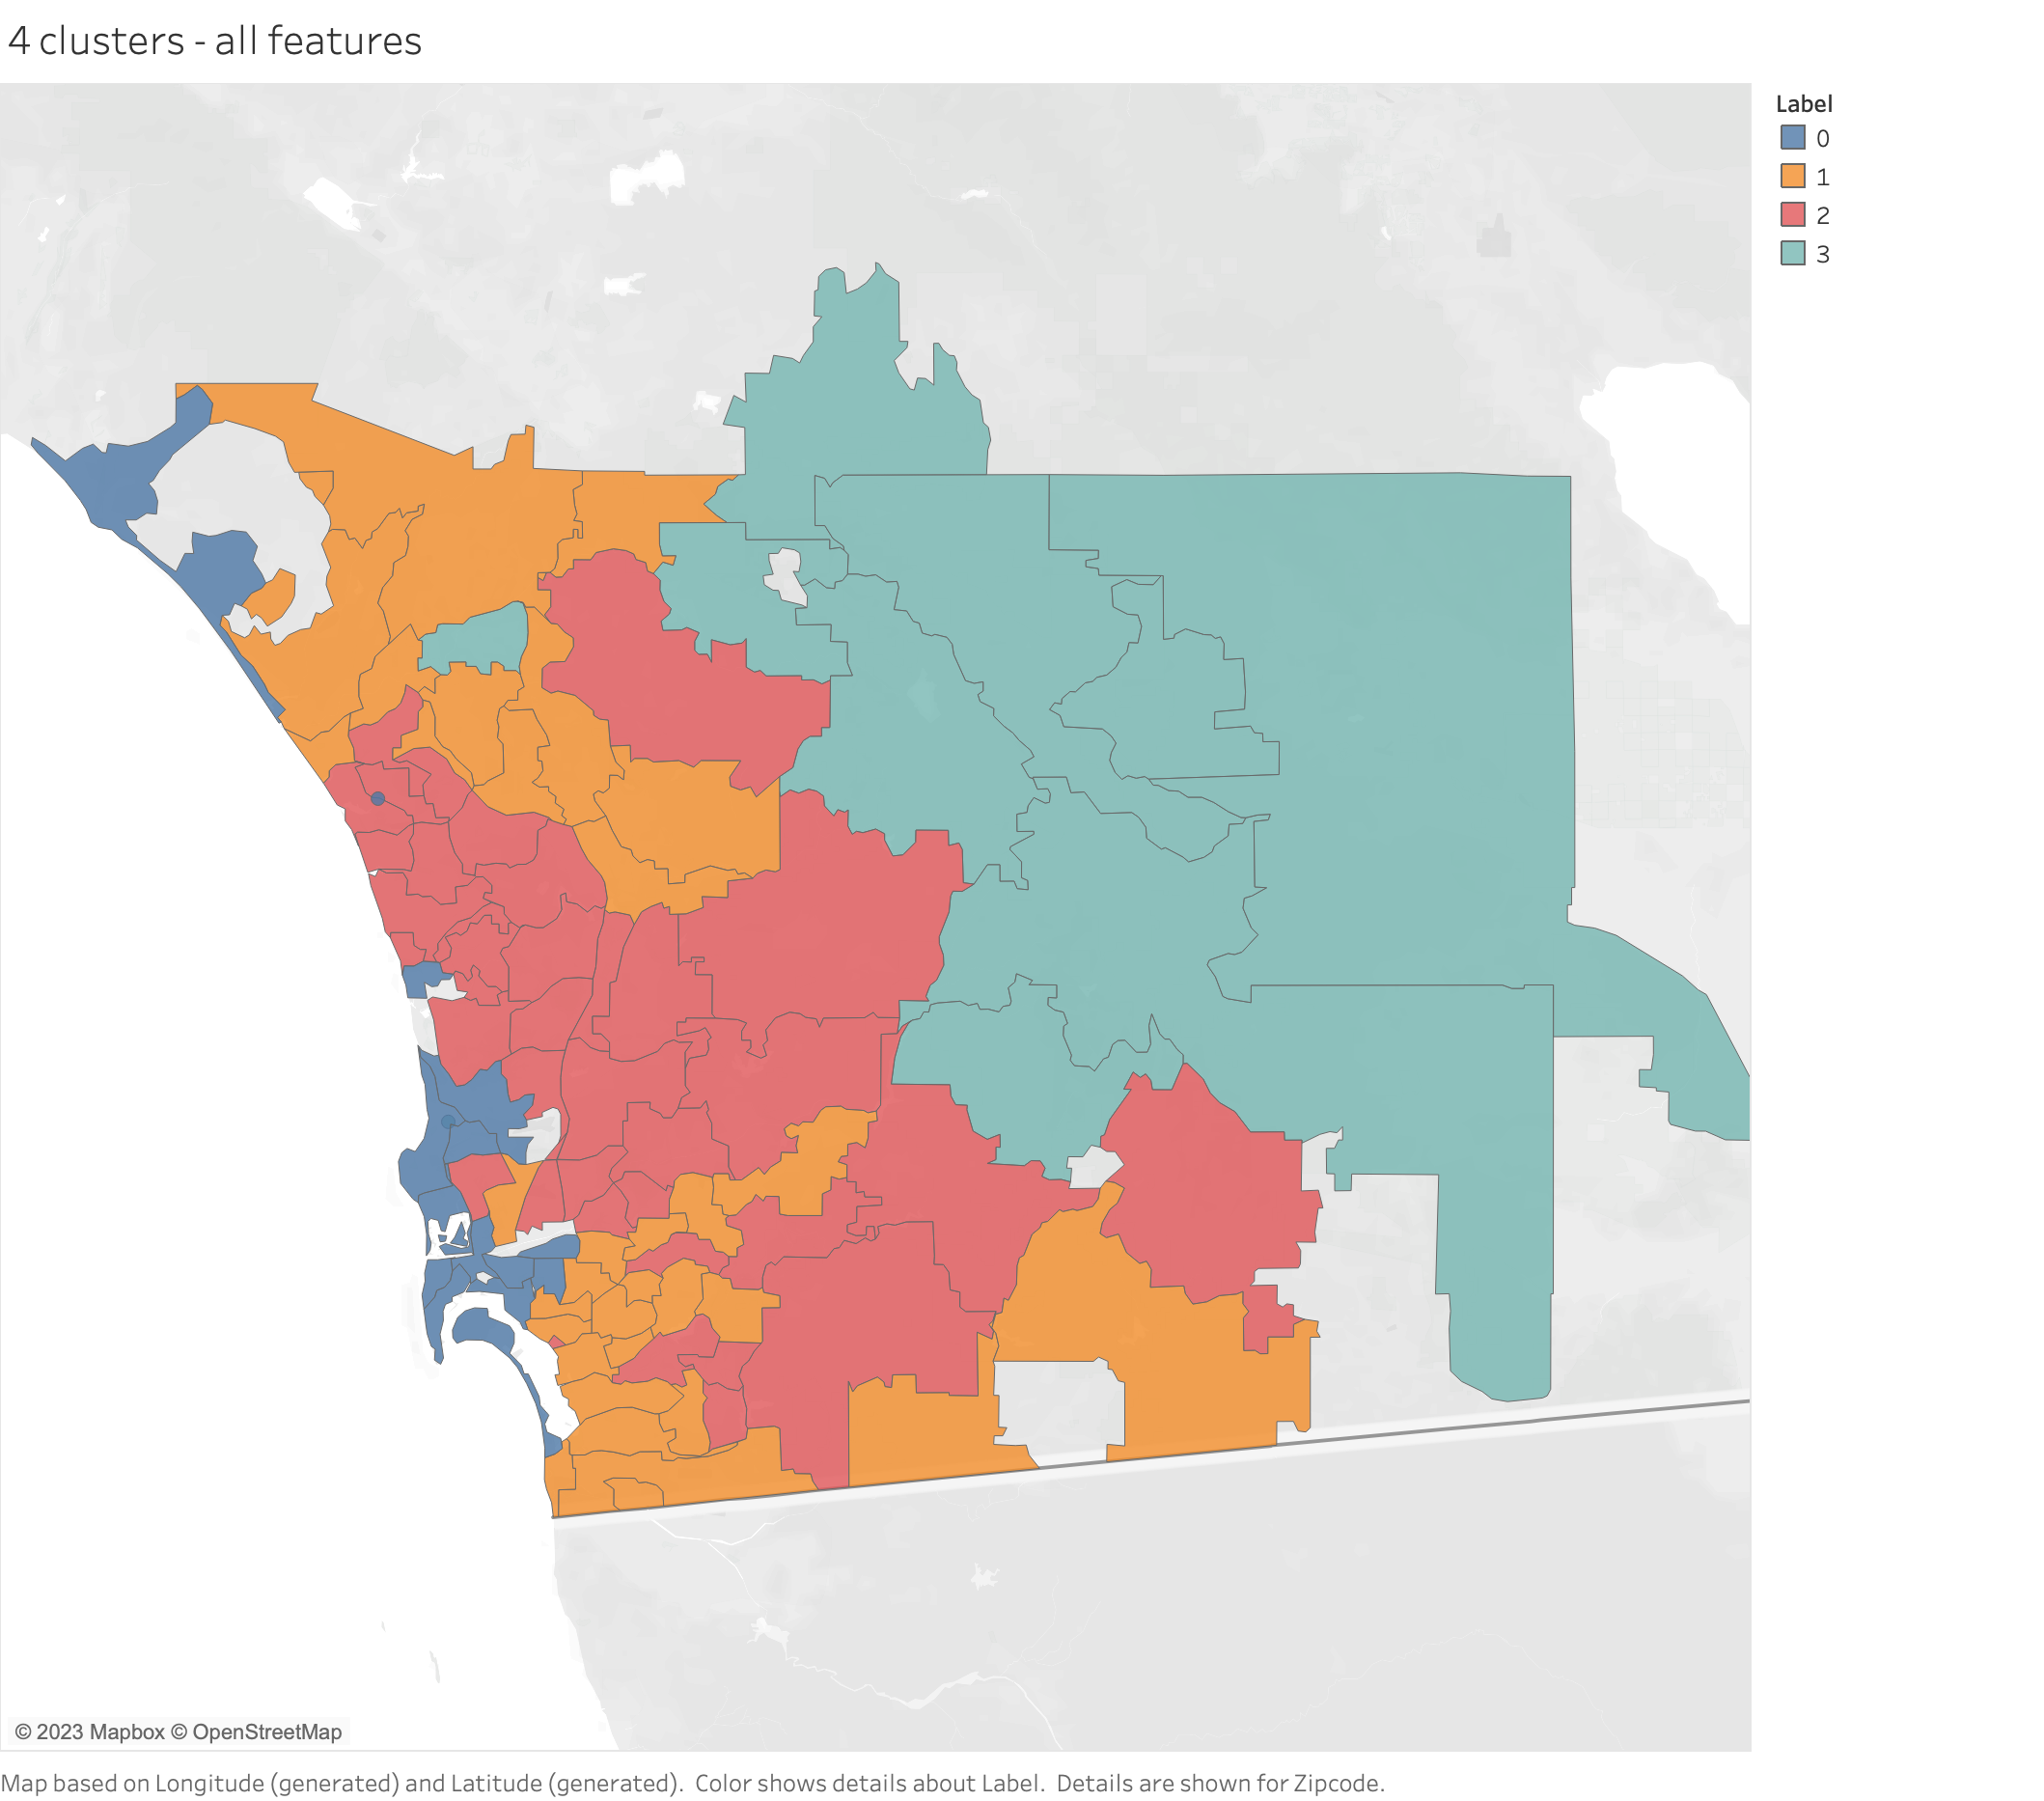 4 clusters - all features
Label
0
1
2
3
© 2023 Mapbox © OpenStreetMap
Map based on Longitude (generated) and Latitude (generated).  Color shows details about Label.  Details are shown for Zipcode.